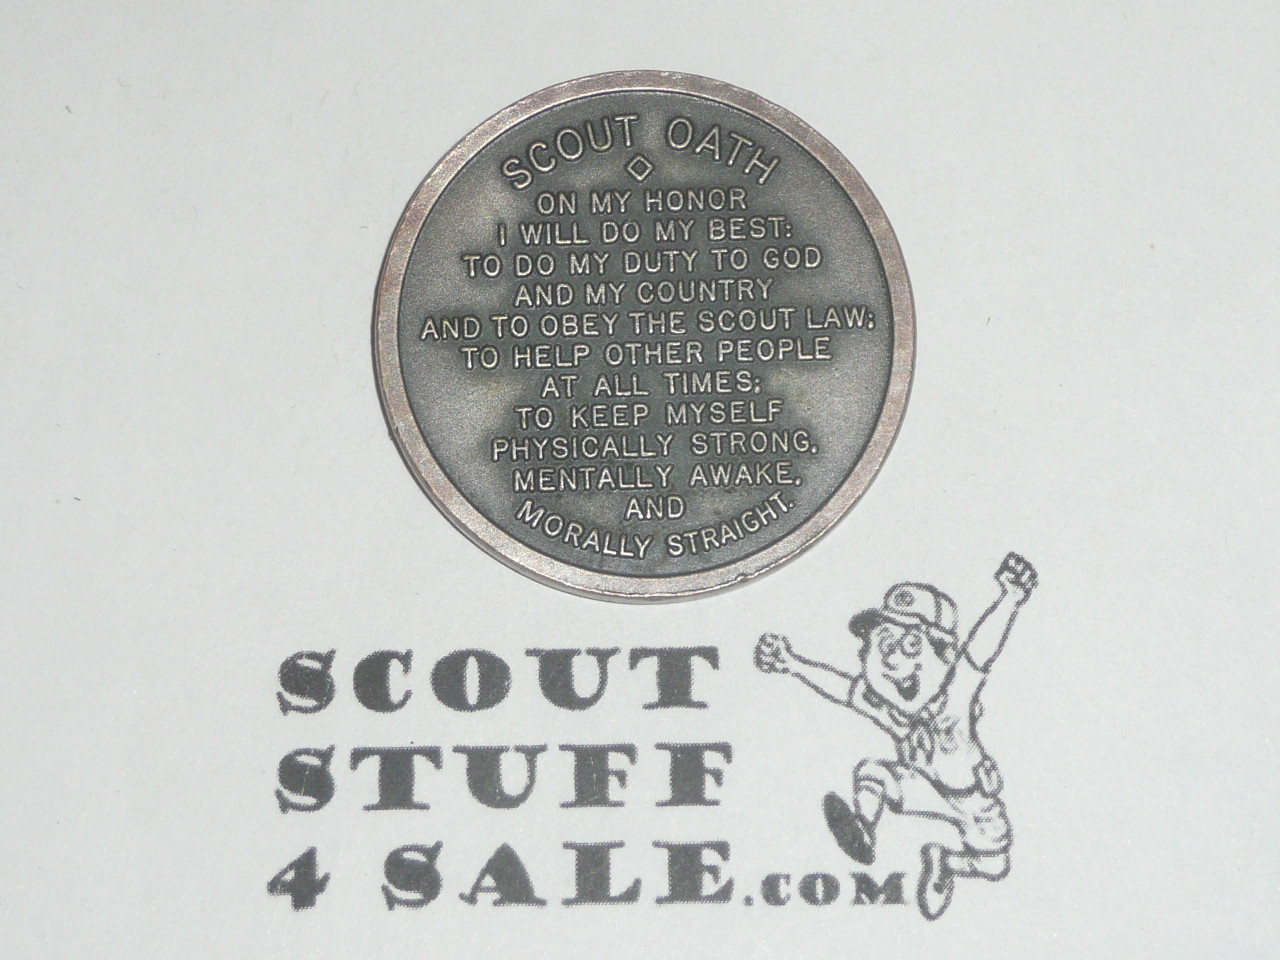 SCOUT OATH
ON MY HONOR
I WILL DO MY BEST:
TO DO MY DUTY TO GOD
AND MY COUNTRY
AND TO OBEY THE SCOUT LAW;
TO HELP OTHER PEOPLE
AT ALL TIMES;
TO KEEP MYSELF
PHYSICALLY STRONG,
MENTALLY AWAKE,
AND
MORALLY STRAIGHT.
SCOUT
STUFF
4 SALE.COM